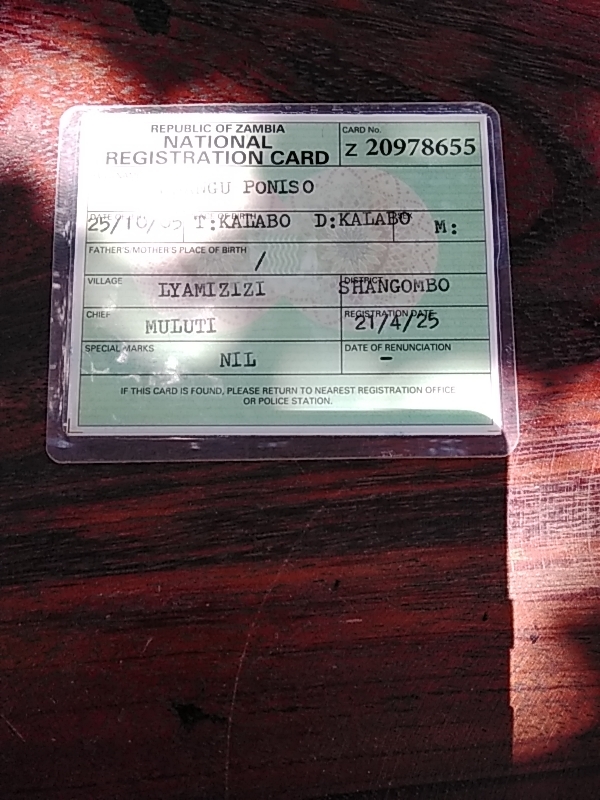 REPUBLIC OF ZAMBIA
NATIONAL
REGISTRATION CARD
CARD No.
Z 20978655
PONISO
25/10/
T:KALABO D:KALABO
M:
FATHER'S/MOTHER'S PLACE OF BIRTH
/
VILLAGE
LYAMIZIZI
DISTRICT
SHANGOMBO
CHIEF
MULUTI
REGISTRATION DATE
21/4/25
SPECIAL MARKS
NIL
DATE OF RENUNCIATION
–
IF THIS CARD IS FOUND, PLEASE RETURN TO NEAREST REGISTRATION OFFICE
OR POLICE STATION.